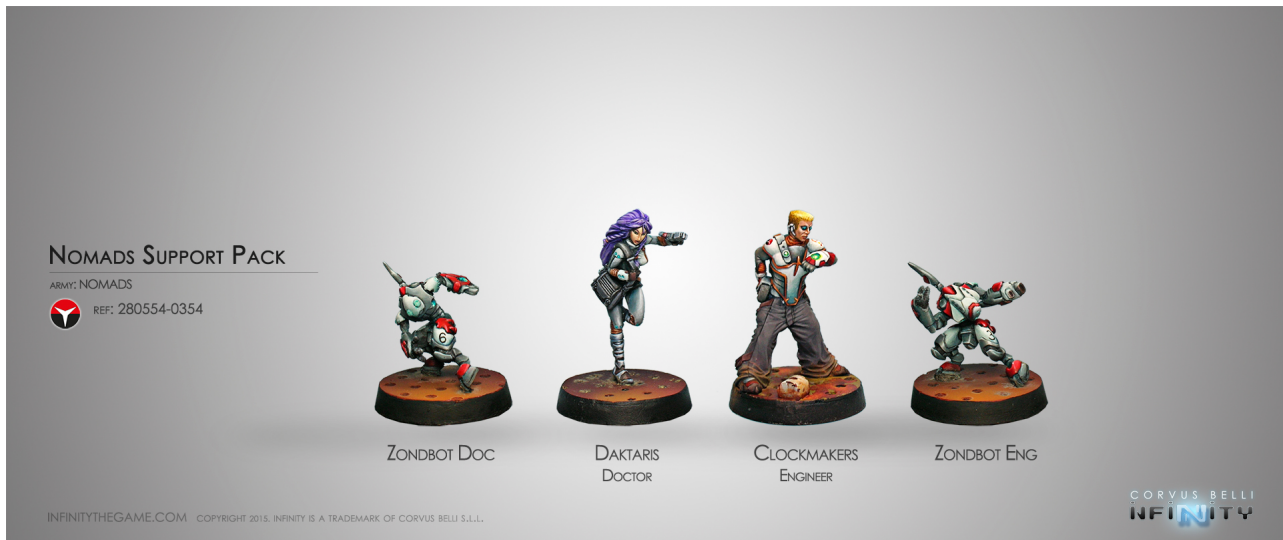 Nomads Support Pack
army: NOMADS
ref: 280554-0354
6
Zondbot Doc
Daktaris
Doctor
Clockmakers
Engineer
Zondbot Eng
INFINITYTHEGAME.COM COPYRIGHT 2015. INFINITY IS A TRADEMARK OF CORVUS BELLI S.L.L.
CORVUS BELLI
INFINITY